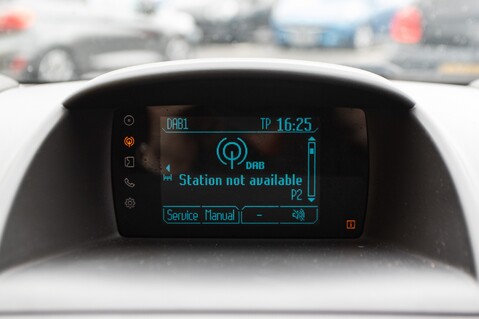 DAB1 TP 16:25
DAB
Station not available
P2
Service Manual -